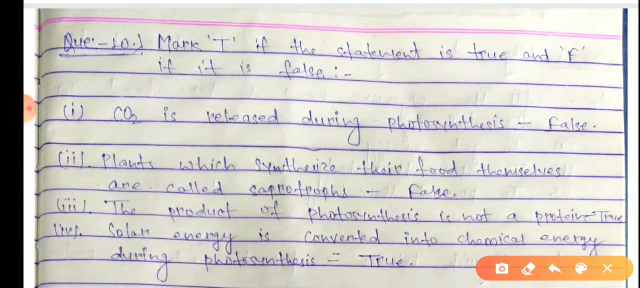 Que:-10.) Mark 'T' if the statement is true and 'F'
if it is false :-
(i) CO2 is released during photosynthesis - False.
(ii). Plants which synthesize their food themselves
are called saprotrophs - False.
(iii). The product of photosynthesis is not a protein-True
(iv). Solar energy is converted into chemical energy
during photosynthesis = True.